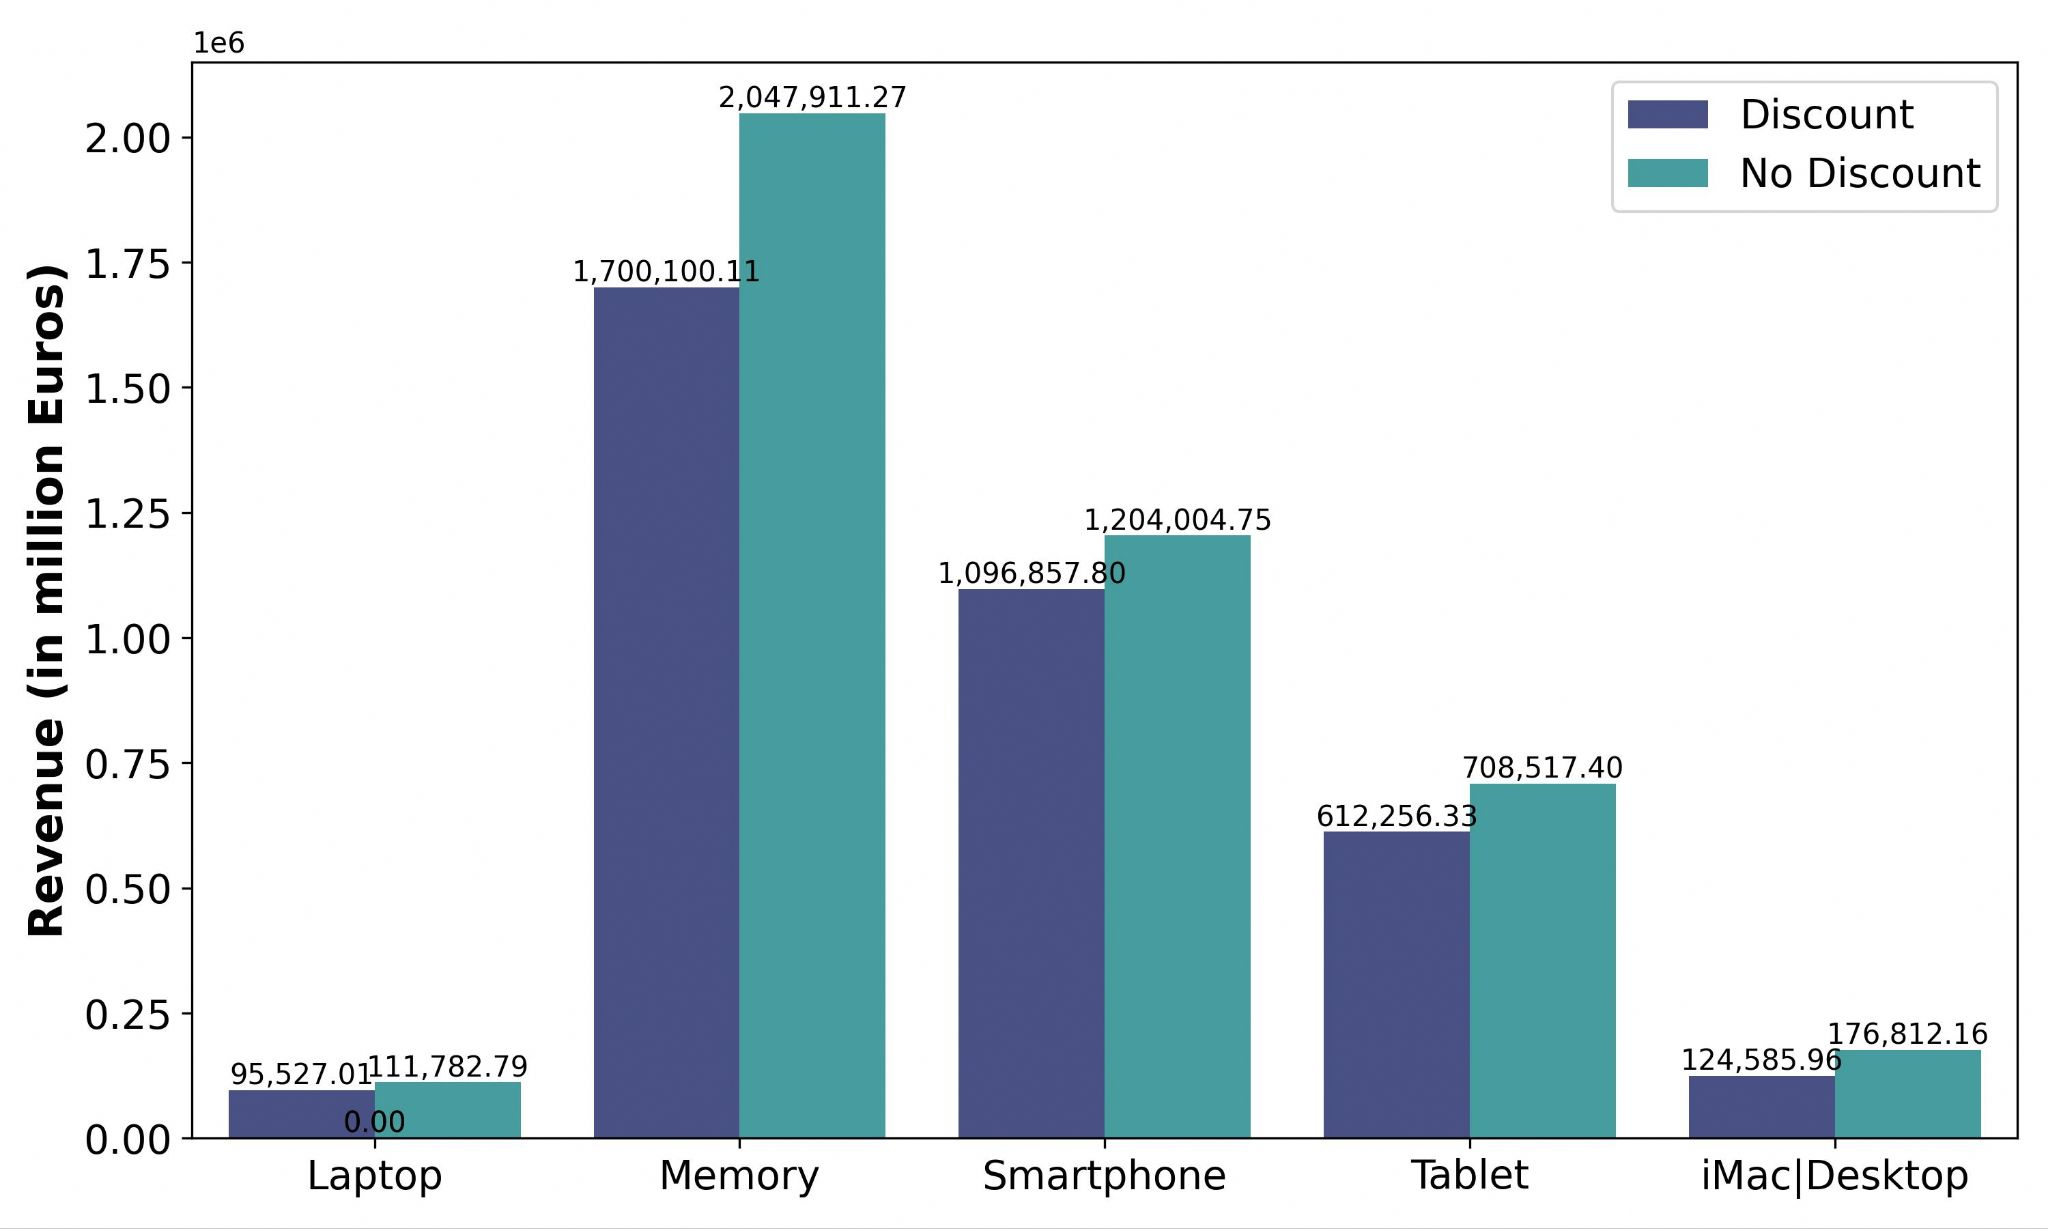 1e6
2,047,911.27
Discount
2.00
No Discount
1.75
1,700,100.11
Revenue (in million Euros)
1.50
1.25
1,204,004.75
1,096,857.80
1.00
0.75
708,517.40
612,256.33
0.50
0.25
176,812.16
124,585.96
95,527.01
111,782.79
0.00
0.00
Laptop
Memory
Smartphone
Tablet
iMac|Desktop